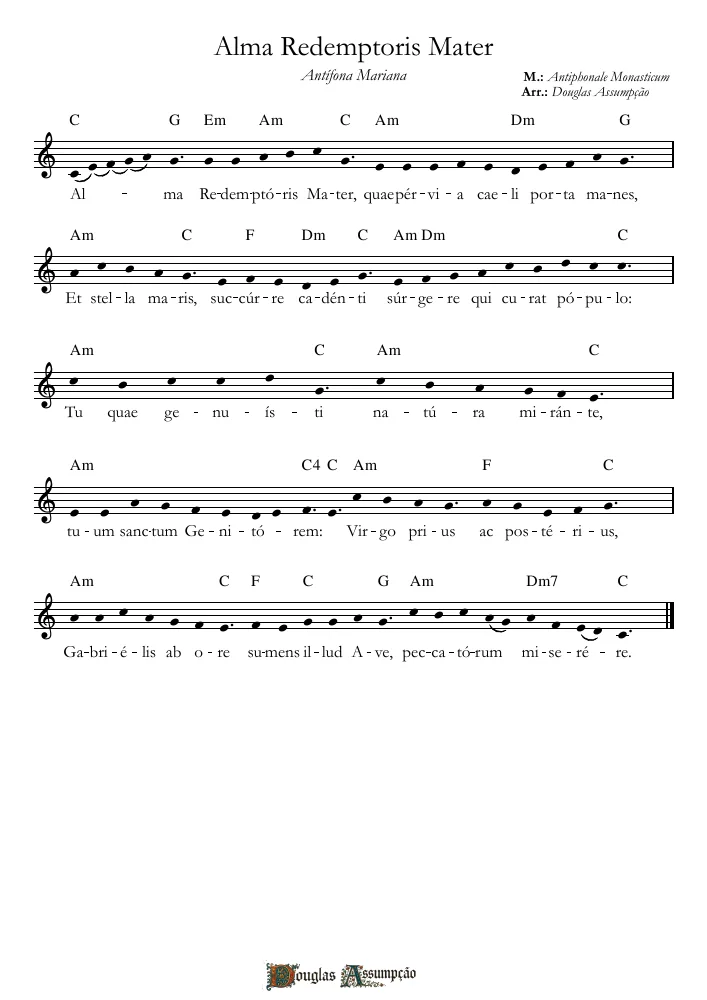 Alma Redemptoris Mater
Antífona Mariana
M.: Antiphonale Monasticum
Arr.: Douglas Assumpção
C G Em Am C Am Dm G
Al - ma Re-dem-ptó-ris Ma-ter, quae pér-vi-a cae-li por-ta ma-nes,
Am C F Dm C Am Dm C
Et stel-la ma-ris, suc-cúr-re ca-dén-ti súr-ge-re qui cu-rat pó-pu-lo:
Am C Am C
Tu quae ge-nu-ís-ti na-tú-ra mi-rán-te,
Am C4 C Am F C
tu-um sanc-tum Ge-ni-tó-rem: Vir-go pri-us ac pos-té-ri-us,
Am C F C G Am Dm7 C
Ga-bri-é-lis ab o-re su-mens il-lud A-ve, pec-ca-tó-rum mi-se-ré-re.
Douglas Assumpção